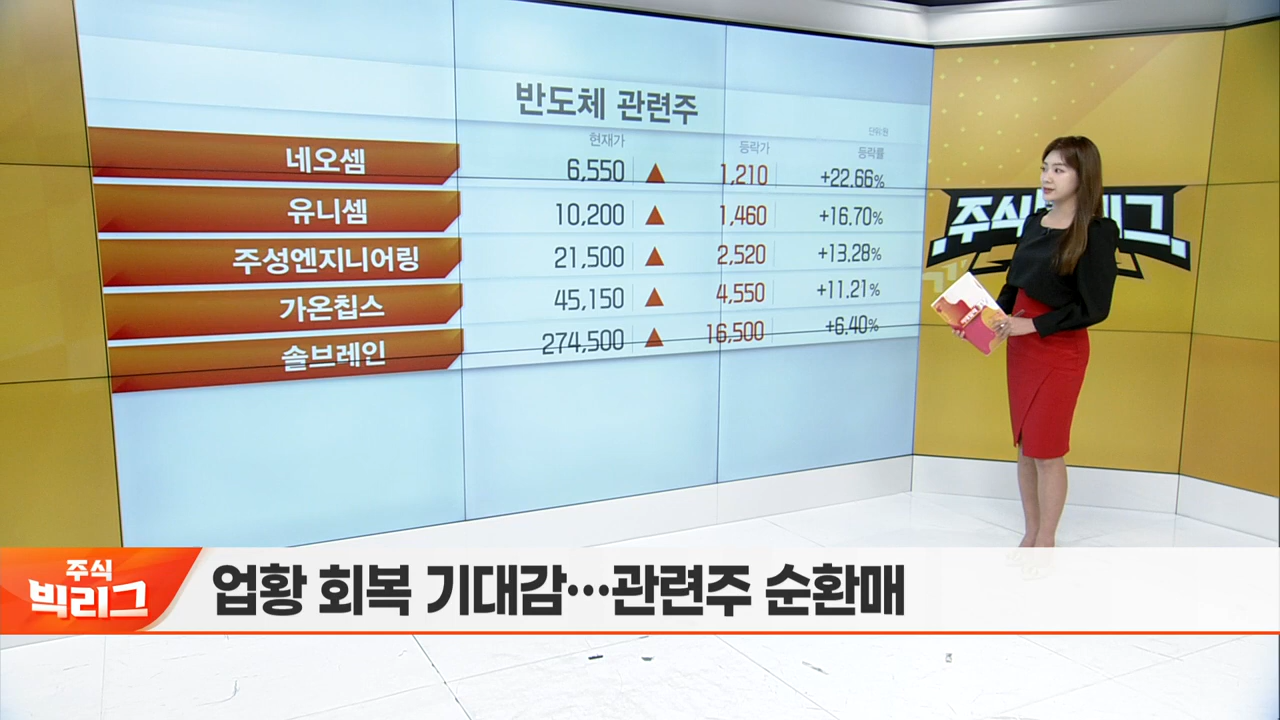 반도체 관련주
단위:원
현재가 등락가 등락률
네오셈 6,550 ▲ 1,210 +22.66%
유니셈 10,200 ▲ 1,460 +16.70%
주성엔지니어링 21,500 ▲ 2,520 +13.28%
가온칩스 45,150 ▲ 4,550 +11.21%
솔브레인 274,500 ▲ 16,500 +6.40%
주식 리그
주식
빅리그
업황 회복 기대감…관련주 순환매